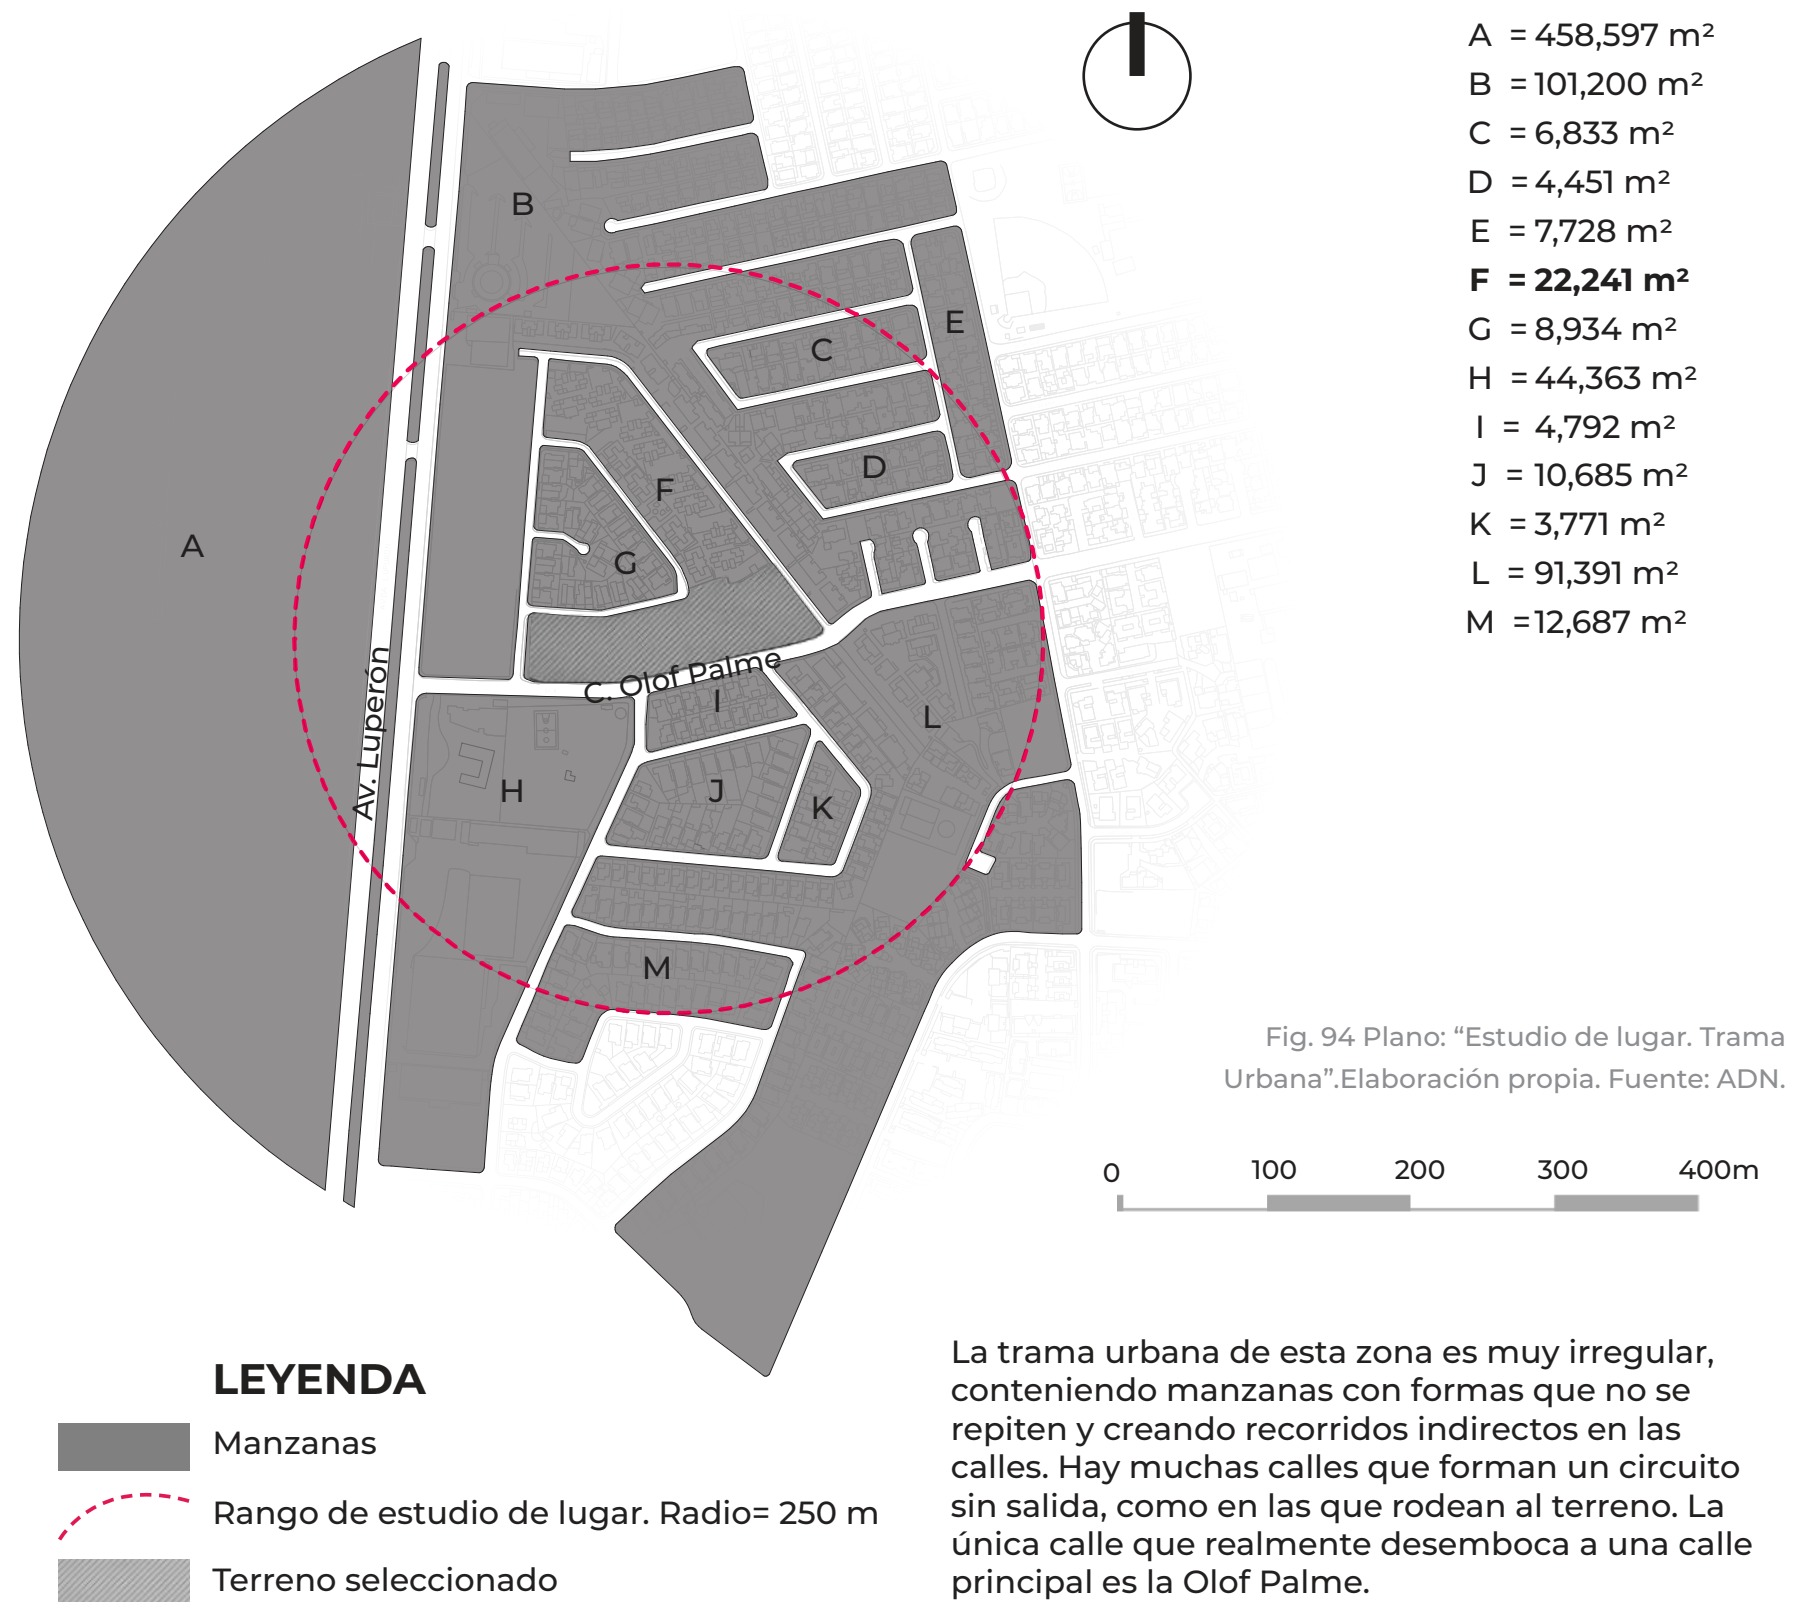 A = 458,597 m²
B = 101,200 m²
C = 6,833 m²
D = 4,451 m²
E = 7,728 m²
F = 22,241 m²
G = 8,934 m²
H = 44,363 m²
I = 4,792 m²
J = 10,685 m²
K = 3,771 m²
L = 91,391 m²
M = 12,687 m²
B
E
C
D
F
A
G
C. Olof Palme
I
L
Av. Luperón
H
J
K
M
Fig. 94 Plano: “Estudio de lugar. Trama
Urbana”.Elaboración propia. Fuente: ADN.
0 100 200 300 400m
LEYENDA
Manzanas
Rango de estudio de lugar. Radio= 250 m
Terreno seleccionado
La trama urbana de esta zona es muy irregular,
conteniendo manzanas con formas que no se
repiten y creando recorridos indirectos en las
calles. Hay muchas calles que forman un circuito
sin salida, como en las que rodean al terreno. La
única calle que realmente desemboca a una calle
principal es la Olof Palme.